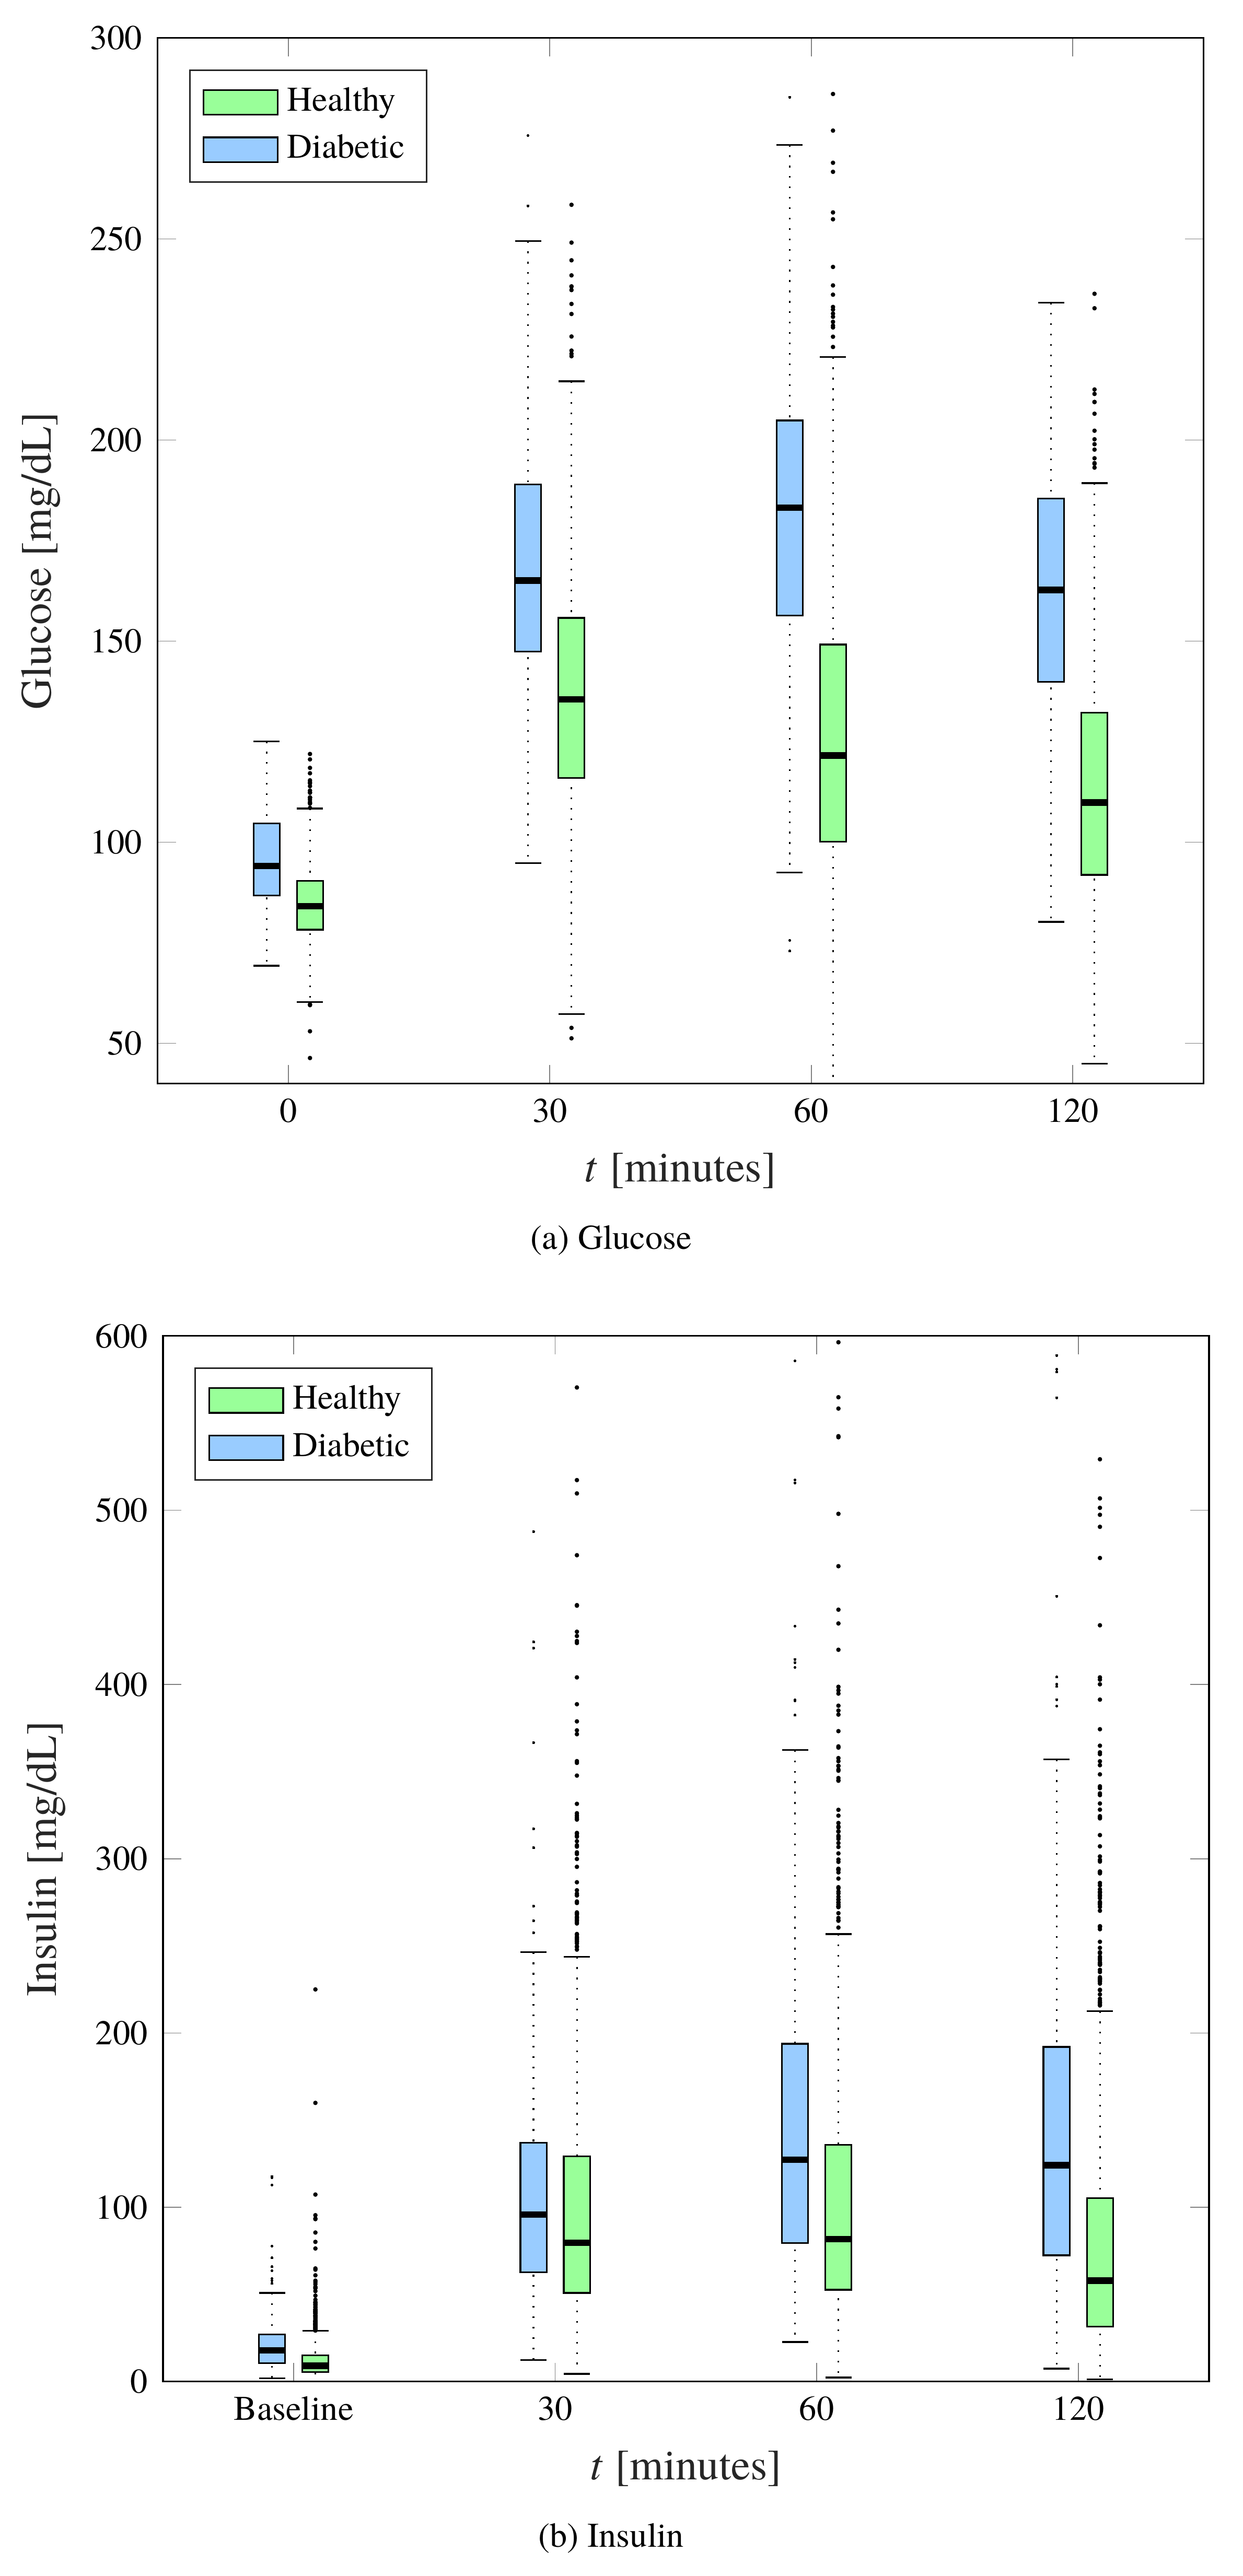 300
Healthy
Diabetic
250
200
150
100
50
Glucose [mg/dL]
0 30 60 120
t [minutes]
(a) Glucose
600
Healthy
Diabetic
500
400
300
200
100
0
Insulin [mg/dL]
Baseline 30 60 120
t [minutes]
(b) Insulin